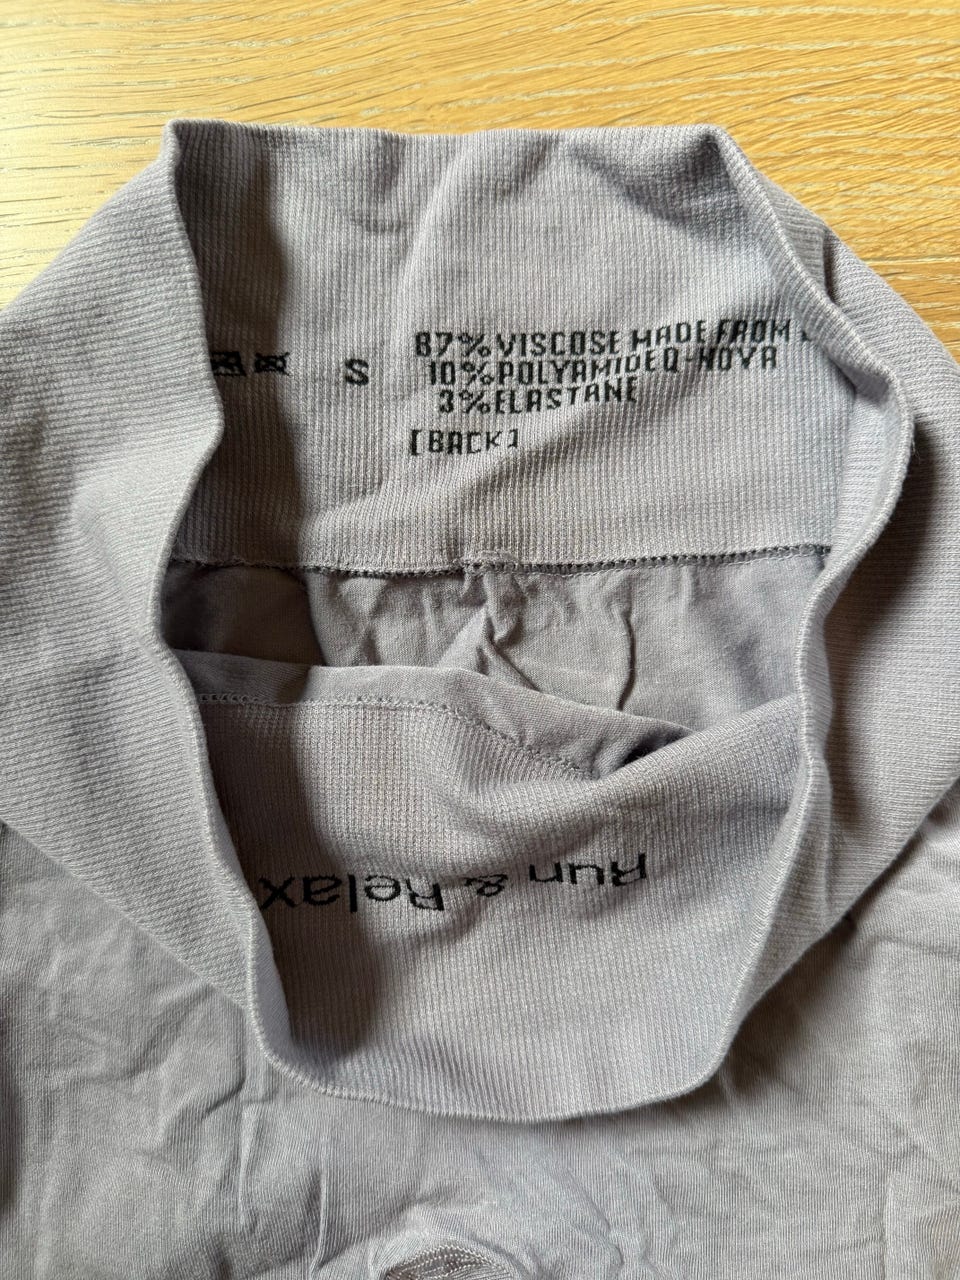 S
87% VISCOSE MADE FROM
10% POLYAMIDE Q-NOVA
3% ELASTANE
[BACK]
Run & Relax